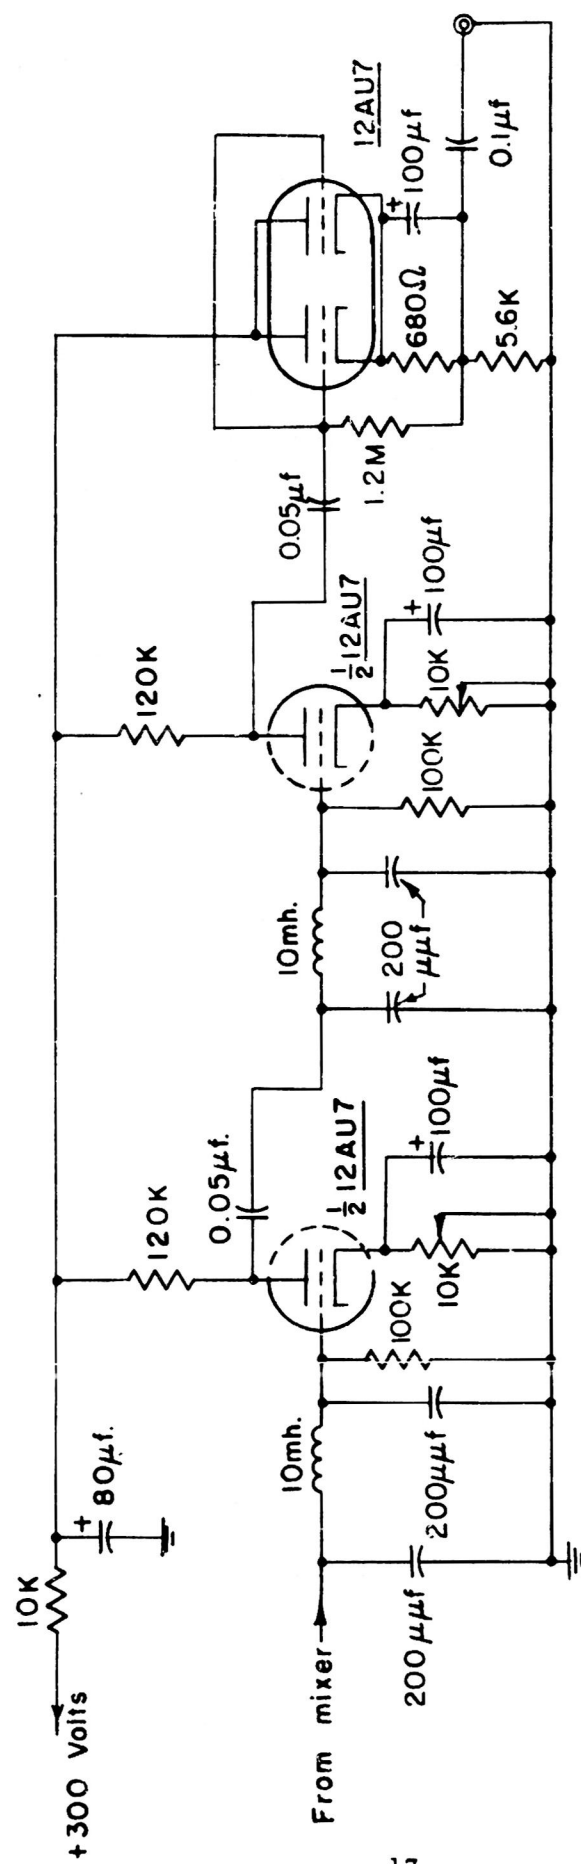 +300 Volts
10K
+
80μf.
120K
0.05μf.
120K
0.05μf
12AU7
From mixer
10mh.
200μμf
200μμf
100K
10K
½ 12AU7
+
100μf
10mh.
200
μμf
100K
10K
½ 12AU7
+
100μf
1.2M
680Ω
5.6K
+
100μf
0.1μf
17